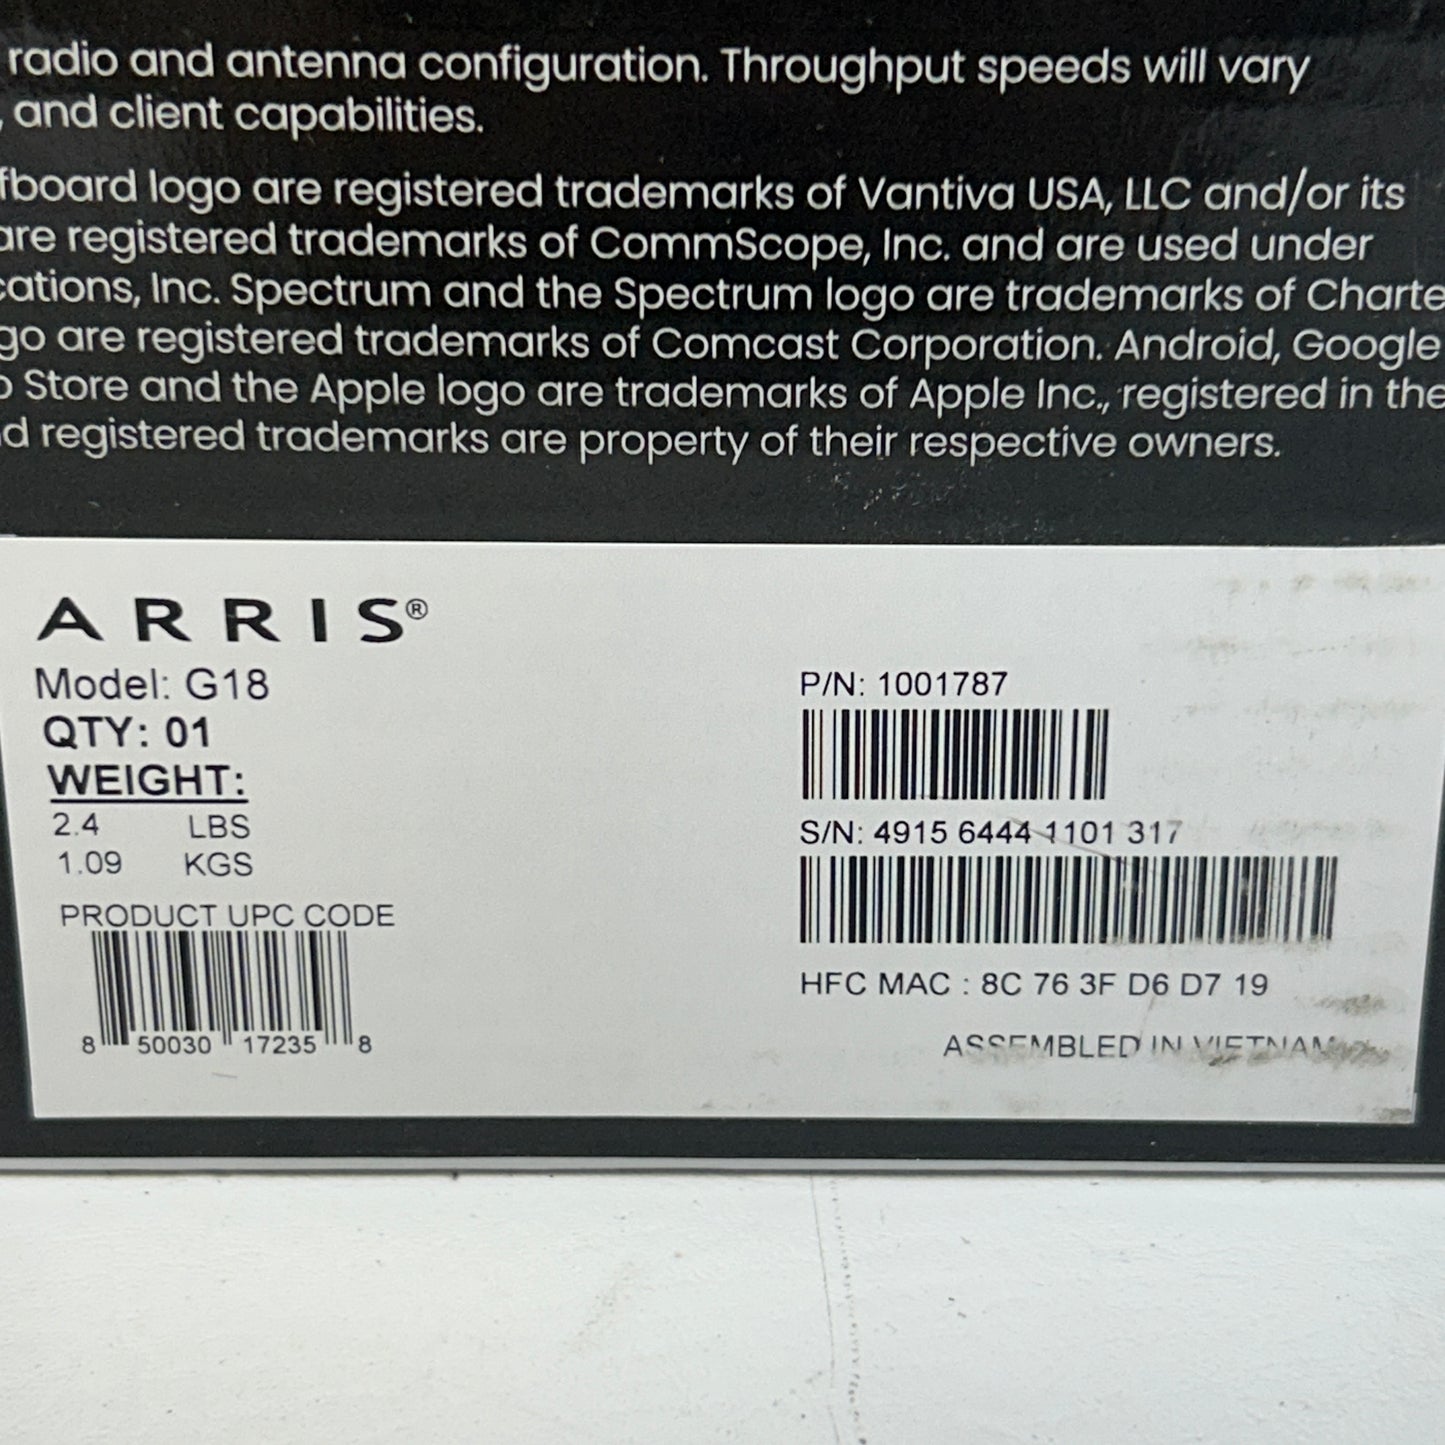 radio and antenna configuration. Throughput speeds will vary
, and client capabilities.
fboard logo are registered trademarks of Vantiva USA, LLC and/or its
are registered trademarks of CommScope, Inc. and are used under
cations, Inc. Spectrum and the Spectrum logo are trademarks of Charte
go are registered trademarks of Comcast Corporation. Android, Google
Store and the Apple logo are trademarks of Apple Inc., registered in the
d registered trademarks are property of their respective owners.
ARRIS®
Model: G18
QTY: 01
WEIGHT:
2.4 LBS
1.09 KGS
PRODUCT UPC CODE
8 50030 17235 8
P/N: 1001787
S/N: 4915 6444 1101 317
HFC MAC : 8C 76 3F D6 D7 19
ASSEMBLED IN VIETNAM